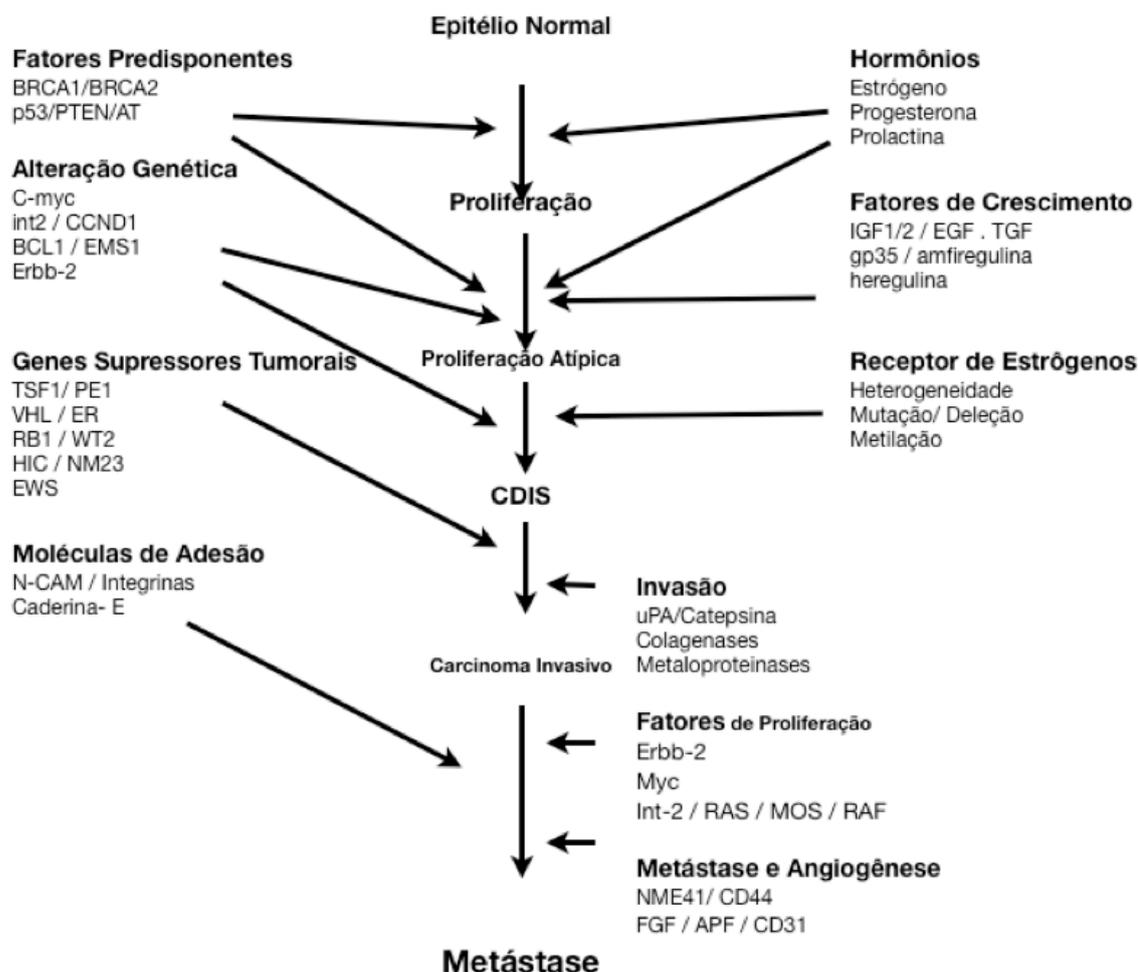 Epitélio Normal
Fatores Predisponentes
BRCA1/BRCA2
p53/PTEN/AT
Hormônios
Estrógeno
Progesterona
Prolactina
Alteração Genética
C-myc
int2 / CCND1
BCL1 / EMS1
Erbb-2
Proliferação
Fatores de Crescimento
IGF1/2 / EGF . TGF
gp35 / amfiregulina
heregulina
Genes Supressores Tumorais
TSF1/ PE1
VHL / ER
RB1 / WT2
HIC / NM23
EWS
Proliferação Atípica
Receptor de Estrôgenos
Heterogeneidade
Mutação/ Deleção
Metilação
CDIS
Moléculas de Adesão
N-CAM / Integrinas
Caderina- E
Invasão
uPA/Catepsina
Colagenases
Metaloproteinases
Carcinoma Invasivo
Fatores de Proliferação
Erbb-2
Myc
Int-2 / RAS / MOS / RAF
Metástase e Angiogênese
NME41/ CD44
FGF / APF / CD31
Metástase